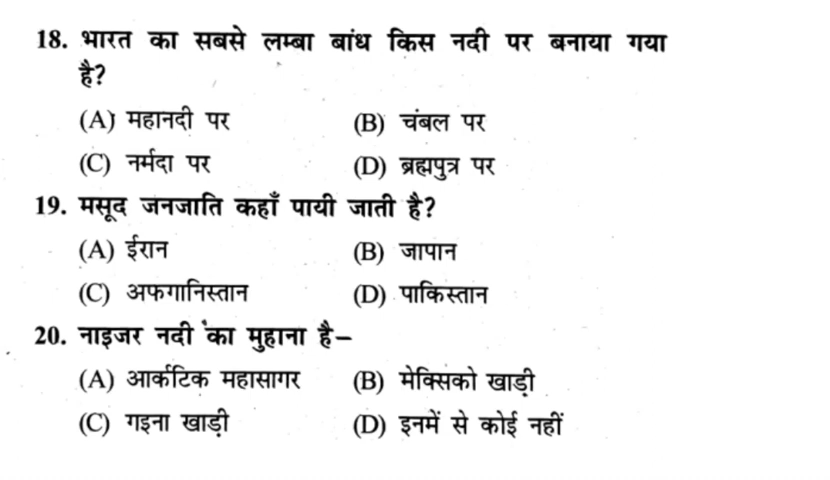 18. भारत का सबसे लम्बा बांध किस नदी पर बनाया गया
है?
(A) महानदी पर (B) चंबल पर
(C) नर्मदा पर (D) ब्रह्मपुत्र पर
19. मसूद जनजाति कहाँ पायी जाती है?
(A) ईरान (B) जापान
(C) अफगानिस्तान (D) पाकिस्तान
20. नाइजर नदी का मुहाना है–
(A) आर्कटिक महासागर (B) मेक्सिको खाड़ी
(C) गइना खाड़ी (D) इनमें से कोई नहीं